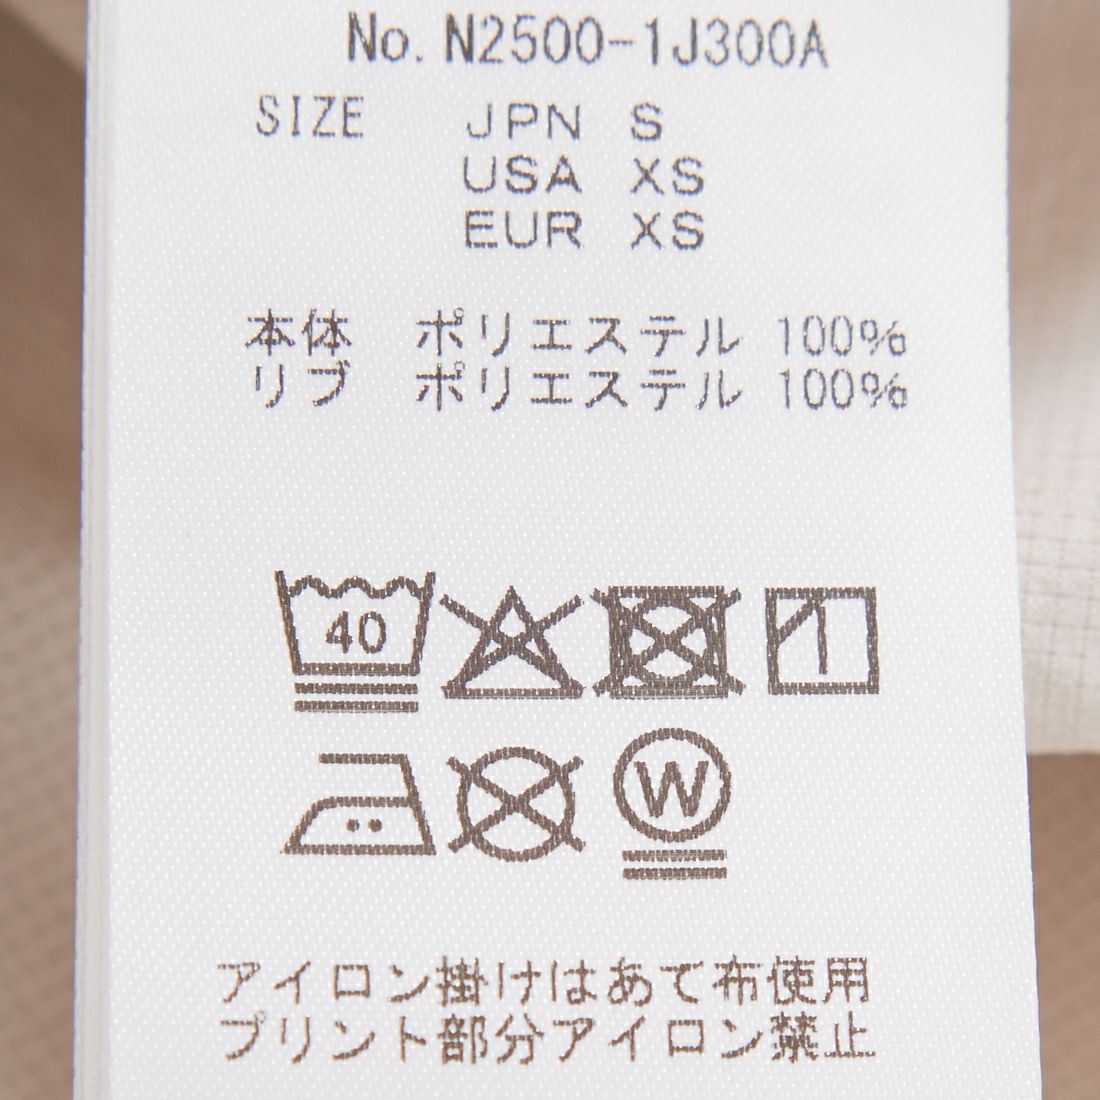 No. N2500-1J300A
SIZE JPN S
USA XS
EUR XS
本体 ポリエステル 100%
リブ ポリエステル 100%
40
W
アイロン掛けはあて布使用
プリント部分アイロン禁止